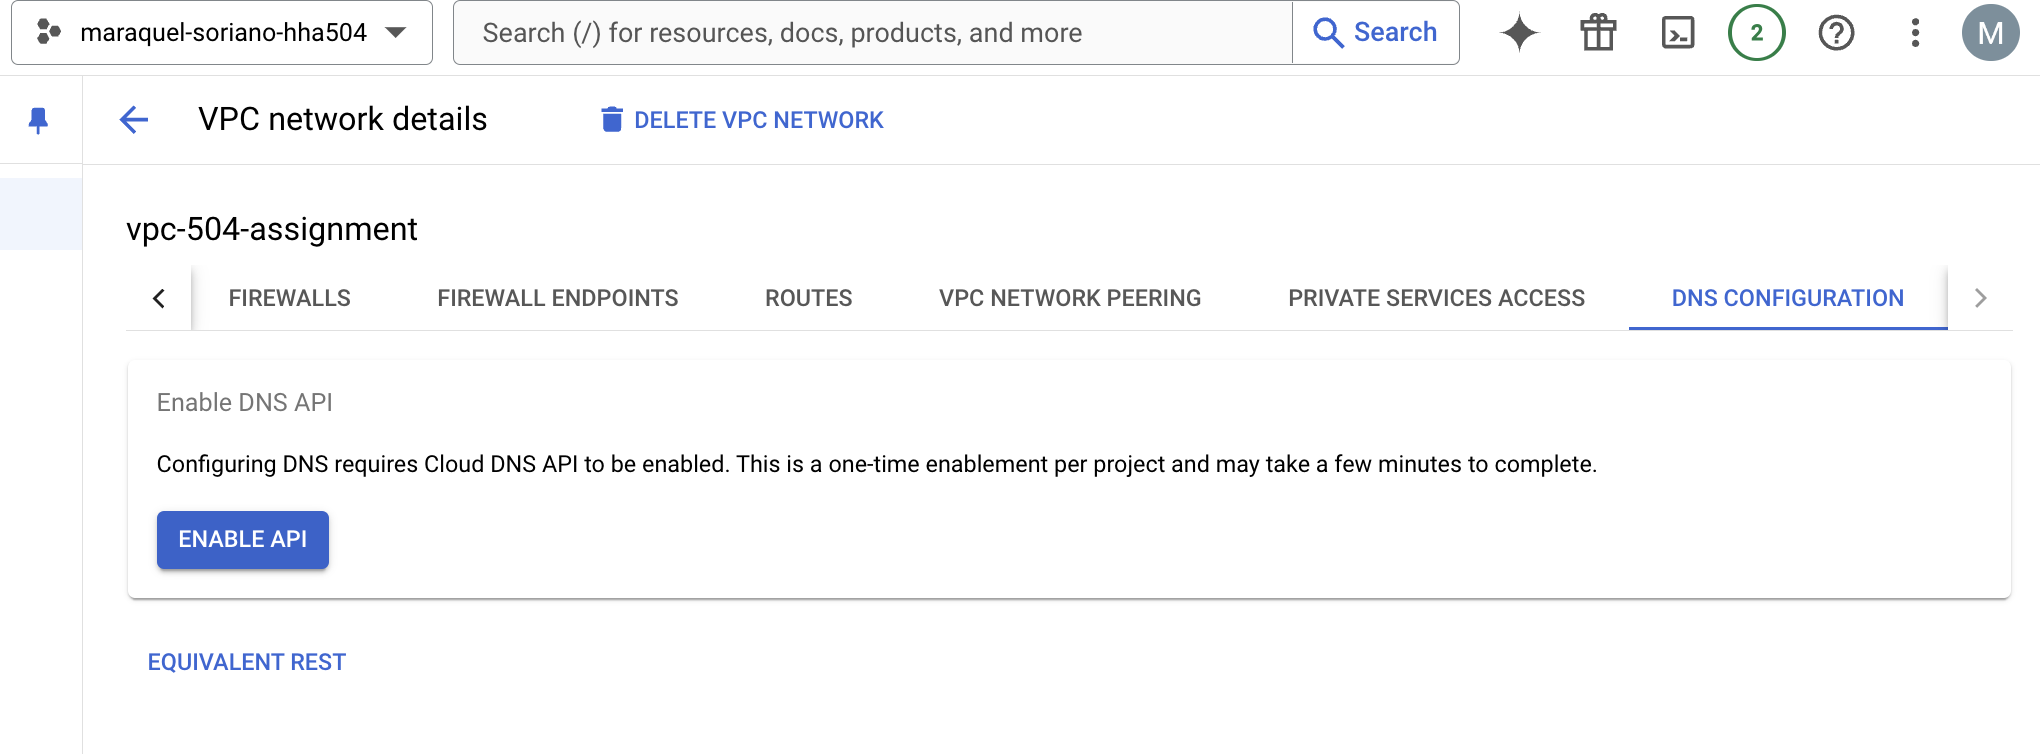 maraquel-soriano-hha504
Search (/) for resources, docs, products, and more
Search
2
M
VPC network details
DELETE VPC NETWORK
vpc-504-assignment
FIREWALLS
FIREWALL ENDPOINTS
ROUTES
VPC NETWORK PEERING
PRIVATE SERVICES ACCESS
DNS CONFIGURATION
Enable DNS API
Configuring DNS requires Cloud DNS API to be enabled. This is a one-time enablement per project and may take a few minutes to complete.
ENABLE API
EQUIVALENT REST